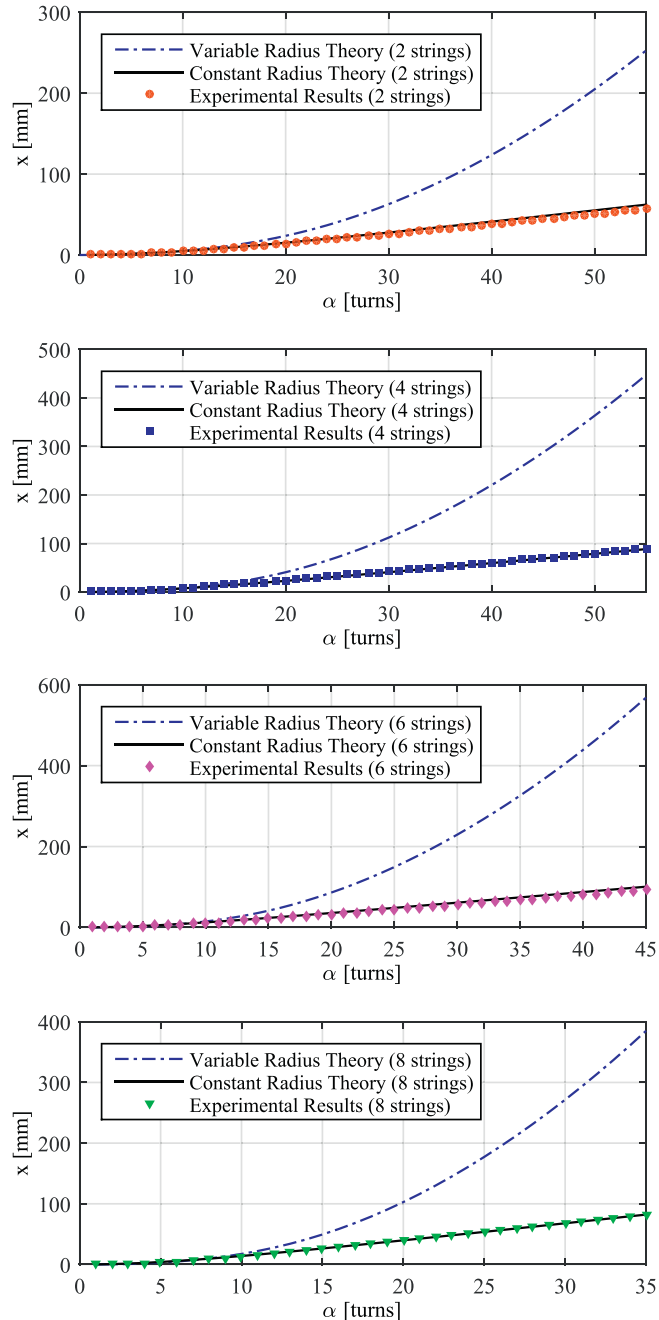 300
200
100
0
x [mm]
Variable Radius Theory (2 strings)
Constant Radius Theory (2 strings)
Experimental Results (2 strings)
0 10 20 30 40 50
α [turns]
500
400
300
200
100
0
x [mm]
Variable Radius Theory (4 strings)
Constant Radius Theory (4 strings)
Experimental Results (4 strings)
0 10 20 30 40 50
α [turns]
600
400
200
0
x [mm]
Variable Radius Theory (6 strings)
Constant Radius Theory (6 strings)
Experimental Results (6 strings)
0 5 10 15 20 25 30 35 40 45
α [turns]
400
300
200
100
0
x [mm]
Variable Radius Theory (8 strings)
Constant Radius Theory (8 strings)
Experimental Results (8 strings)
0 5 10 15 20 25 30 35
α [turns]